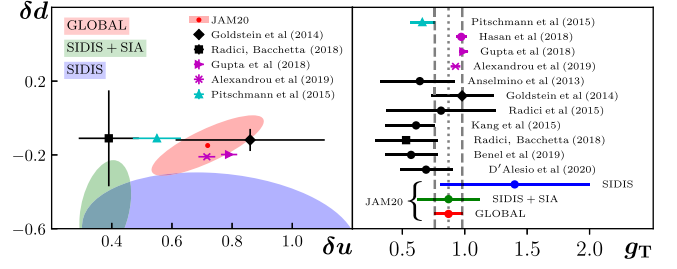 δd
GLOBAL
SIDIS + SIA
SIDIS
JAM20
Goldstein et al (2014)
Radici, Bacchetta (2018)
Gupta et al (2018)
Alexandrou et al (2019)
Pitschmann et al (2015)
0.2
−0.2
−0.6
0.4
0.6
0.8
1.0
δu
Pitschmann et al (2015)
Hasan et al (2018)
Gupta et al (2018)
Alexandrou et al (2019)
Anselmino et al (2013)
Goldstein et al (2014)
Radici et al (2015)
Kang et al (2015)
Radici, Bacchetta (2018)
Benel et al (2019)
D′Alesio et al (2020)
SIDIS
JAM20
SIDIS + SIA
GLOBAL
0.5
1.0
1.5
2.0
gT